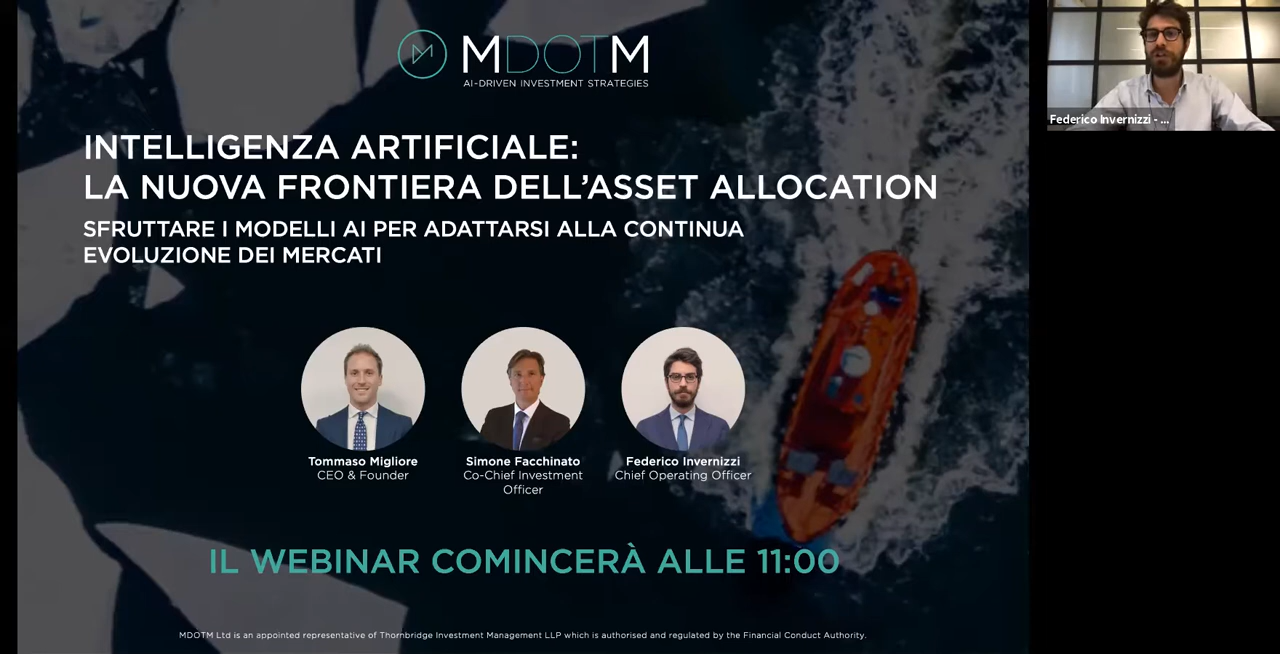 MDOTM
AI-DRIVEN INVESTMENT STRATEGIES
INTELLIGENZA ARTIFICIALE:
LA NUOVA FRONTIERA DELL’ASSET ALLOCATION
SFRUTTARE I MODELLI AI PER ADATTARSI ALLA CONTINUA
EVOLUZIONE DEI MERCATI
Tommaso Migliore
CEO & Founder
Simone Facchinato
Co-Chief Investment
Officer
Federico Invernizzi
Chief Operating Officer
IL WEBINAR COMINCERÀ ALLE 11:00
MDOTM Ltd is an appointed representative of Thornbridge Investment Management LLP which is authorised and regulated by the Financial Conduct Authority.
Federico Invernizzi - ...